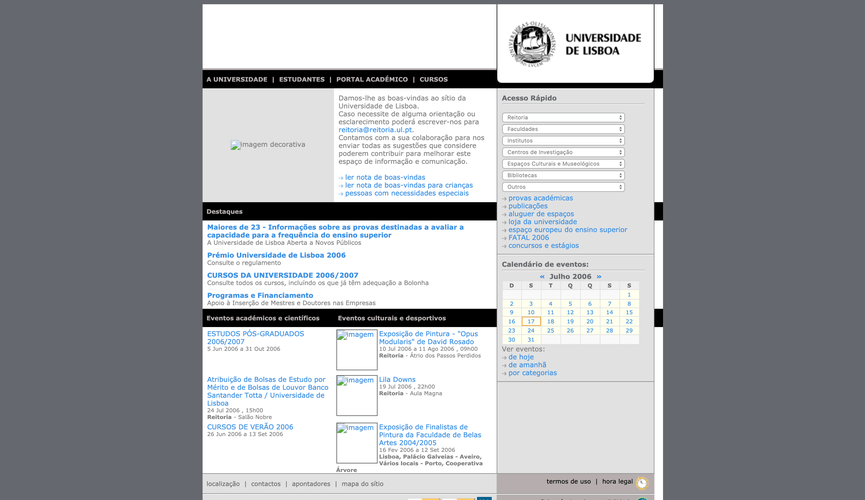 UNIVERSIDADE
DE LISBOA
A UNIVERSIDADE | ESTUDANTES | PORTAL ACADÉMICO | CURSOS
imagem decorativa
Damos-lhe as boas-vindas ao sítio da
Universidade de Lisboa.
Caso necessite de alguma orientação ou
esclarecimento poderá escrever-nos para
reitoria@reitoria.ul.pt.
Contamos com a sua colaboração para nos
enviar todas as sugestões que considere
poderem contribuir para melhorar este
espaço de informação e comunicação.
ler nota de boas-vindas
ler nota de boas-vindas para crianças
pessoas com necessidades especiais
Destaques
Maiores de 23 - Informações sobre as provas destinadas a avaliar a
capacidade para a frequência do ensino superior
A Universidade de Lisboa Aberta a Novos Públicos
Prémio Universidade de Lisboa 2006
Consulte o regulamento
CURSOS DA UNIVERSIDADE 2006/2007
Consulte todos os cursos, incluindo os que já têm adequação a Bolonha
Programas e Financiamento
Apoio à Inserção de Mestres e Doutores nas Empresas
Eventos académicos e científicos
ESTUDOS PÓS-GRADUADOS
2006/2007
5 Jun 2006 a 31 Out 2006
Atribuição de Bolsas de Estudo por
Mérito e de Bolsas de Louvor Banco
Santander Totta / Universidade de
Lisboa
24 Jul 2006 , 15h00
Reitoria - Salão Nobre
CURSOS DE VERÃO 2006
26 Jun 2006 a 13 Set 2006
Eventos culturais e desportivos
imagem
Exposição de Pintura - "Opus
Modularis" de David Rosado
10 Jul 2006 a 11 Ago 2006 , 09h00
Reitoria - Átrio dos Passos Perdidos
imagem
Lila Downs
19 Jul 2006 , 22h00
Reitoria - Aula Magna
imagem
Exposição de Finalistas de
Pintura da Faculdade de Belas
Artes 2004/2005
16 Fev 2006 a 12 Set 2006
Lisboa, Palácio Galveias - Aveiro,
Vários locais - Porto, Cooperativa
Árvore
Acesso Rápido
Reitoria
Faculdades
Institutos
Centros de Investigação
Espaços Culturais e Museológicos
Bibliotecas
Outros
provas académicas
publicações
aluguer de espaços
loja da universidade
espaço europeu do ensino superior
FATAL 2006
concursos e estágios
Calendário de eventos:
« Julho 2006 »
D S T Q Q S S
1
2 3 4 5 6 7 8
9 10 11 12 13 14 15
16 17 18 19 20 21 22
23 24 25 26 27 28 29
30 31
Ver eventos:
de hoje
de amanhã
por categorias
localização | contactos | apontadores | mapa do sítio
termos de uso | hora legal